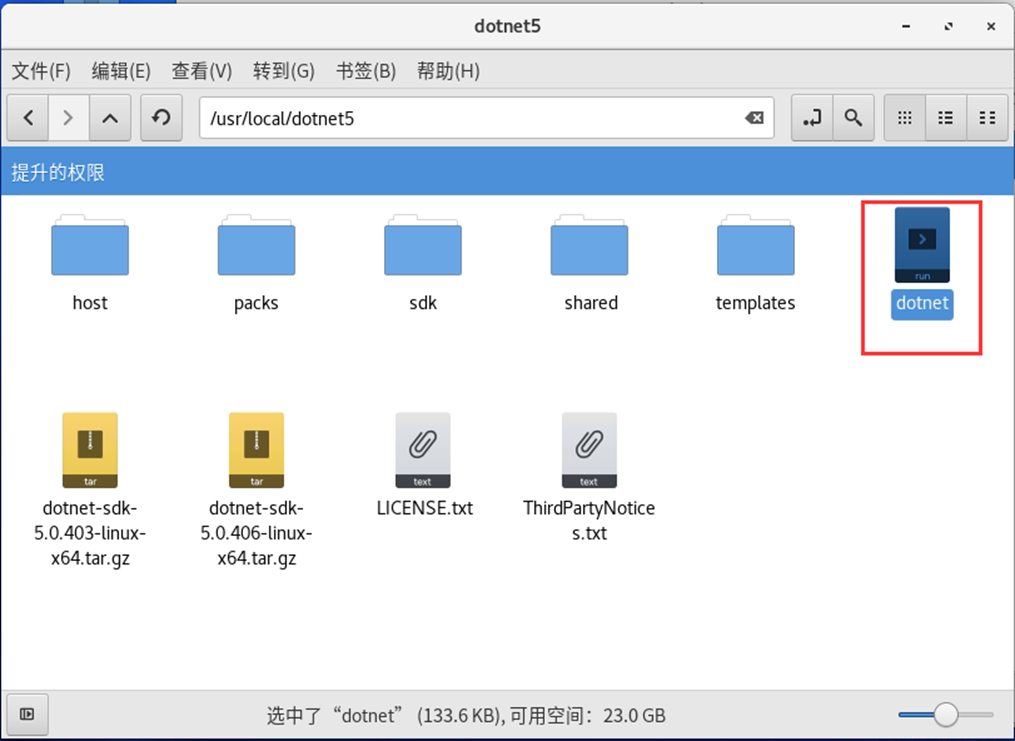 dotnet5
文件(F) 编辑(E) 查看(V) 转到(G) 书签(B) 帮助(H)
/usr/local/dotnet5
提升的权限
run
host packs sdk shared templates dotnet
tar tar text text
dotnet-sdk-
5.0.403-linux-
x64.tar.gz
dotnet-sdk-
5.0.406-linux-
x64.tar.gz
LICENSE.txt
ThirdPartyNotice
s.txt
选中了“dotnet” (133.6 KB), 可用空间：23.0 GB